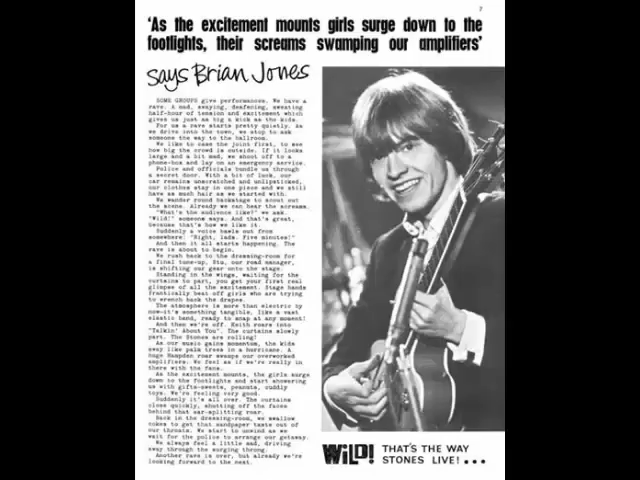 7
'As the excitement mounts girls surge down to the
footlights, their screams swamping our amplifiers'
says Brian Jones
SOME GROUPS give performances. We have a
rave. A mad, swaying, deafening, sweating
half-hour of tension and excitement which
gives us just as big a kick as the kids.
For us a rave starts pretty quietly. As
we drive into the town, we stop to ask
someone the way to the ballroom.
We like to case the joint first, to see
how big the crowd is outside. If it looks
large and a bit mad, we shoot off to a
phone-box and lay on an emergency service.
Police and officials bundle us through
a secret door. With a bit of luck, our
car remains unscratched and unlipsticked,
our clothes stay in one piece and we still
have as much hair as we started with.
We wander round backstage to scout out
the scene. Already we can hear the screams.
"What's the audience like?" we ask.
"Wild!" someone says. And that's great,
because that's how we like it.
Suddenly a voice bawls out from
somewhere: "Right, lads. Five minutes!"
And then it all starts happening. The
rave is about to begin.
We rush back to the dressing-room for
a final tune-up. Stu, our road manager,
is shifting our gear onto the stage.
Standing in the wings, waiting for the
curtains to part, you get your first real
glimpse of all the excitement. Stage hands
frantically beat off girls who are trying
to wrench back the drapes.
The atmosphere is more than electric by
now—it's something tangible, like a vast
elastic band, ready to snap at any moment!
And then we're off. Keith roars into
"Talkin' About You". The curtains slowly
part. The Stones are rolling!
As our music gains momentum, the kids
sway like palm trees in a hurricane. A
huge Hampden roar swamps our overworked
amplifiers. We feel as if we're really in
there with the fans.
As the excitement mounts, the girls surge
down to the footlights and start showering
us with gifts—sweets, peanuts, cuddly
toys. We're feeling very good.
Suddenly it's all over. The curtains
close quickly, shutting off the faces
behind that ear-splitting roar.
Back in the dressing-room, we swallow
cokes to get that sandpaper taste out of
our throats. We start to unwind as we
wait for the police to arrange our getaway.
We always feel a little sad, driving
away through the surging throng.
Another rave is over, but already we're
looking forward to the next.
WiLD!
THAT'S THE WAY
STONES LIVE! ...